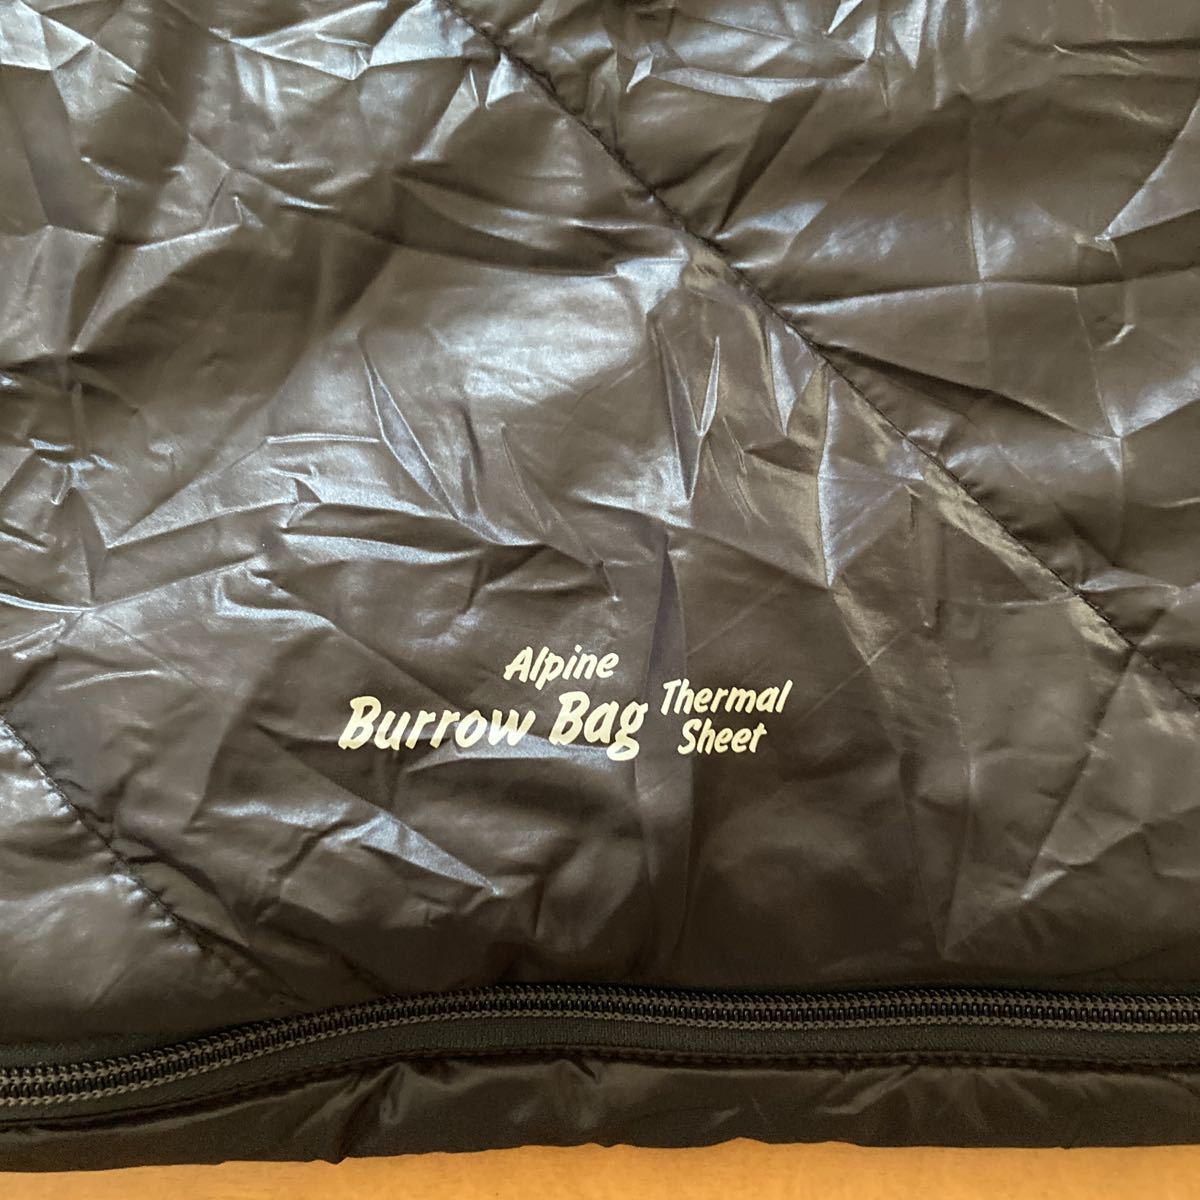 Alpine
Burrow Bag
Thermal
Sheet